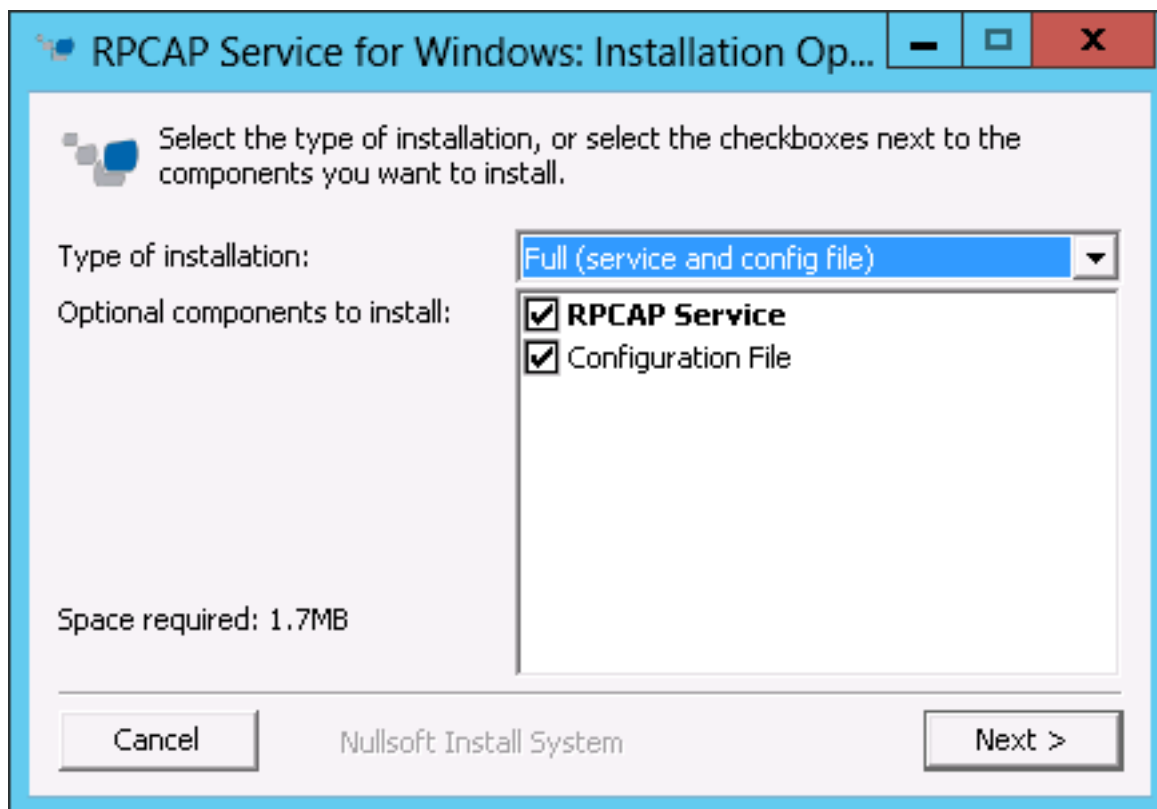 RPCAP Service for Windows: Installation Op...
Select the type of installation, or select the checkboxes next to the
components you want to install.
Type of installation:
Full (service and config file)
Optional components to install:
RPCAP Service
Configuration File
Space required: 1.7MB
Cancel
Nullsoft Install System
Next >